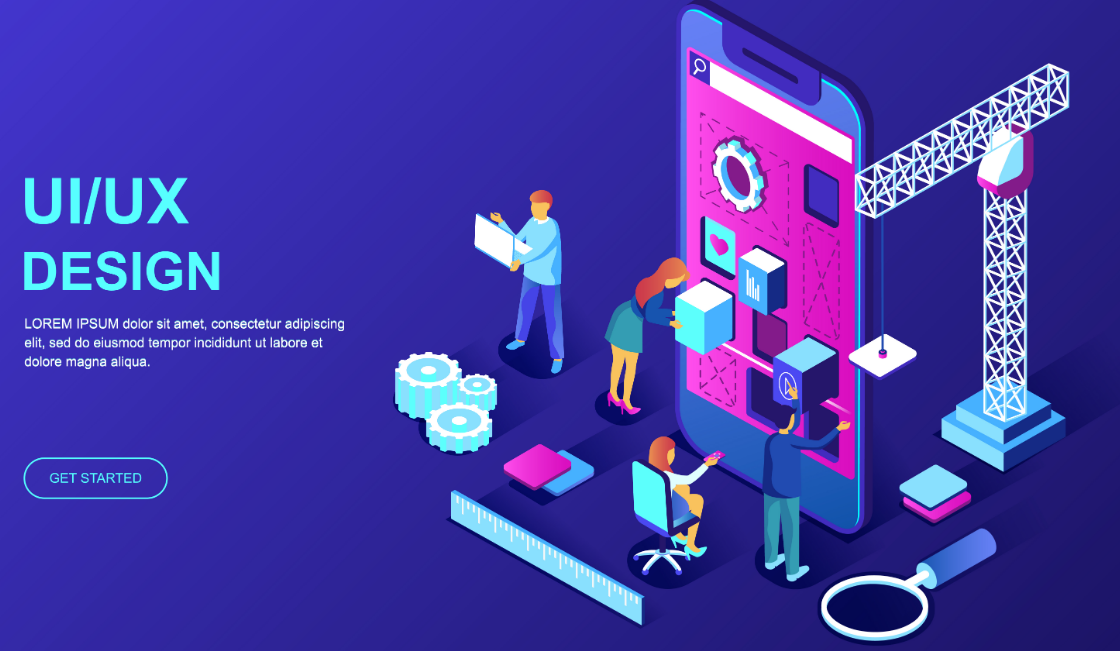 UI/UX
DESIGN
LOREM IPSUM dolor sit amet, consectetur adipiscing
elit, sed do eiusmod tempor incididunt ut labore et
dolore magna aliqua.
GET STARTED